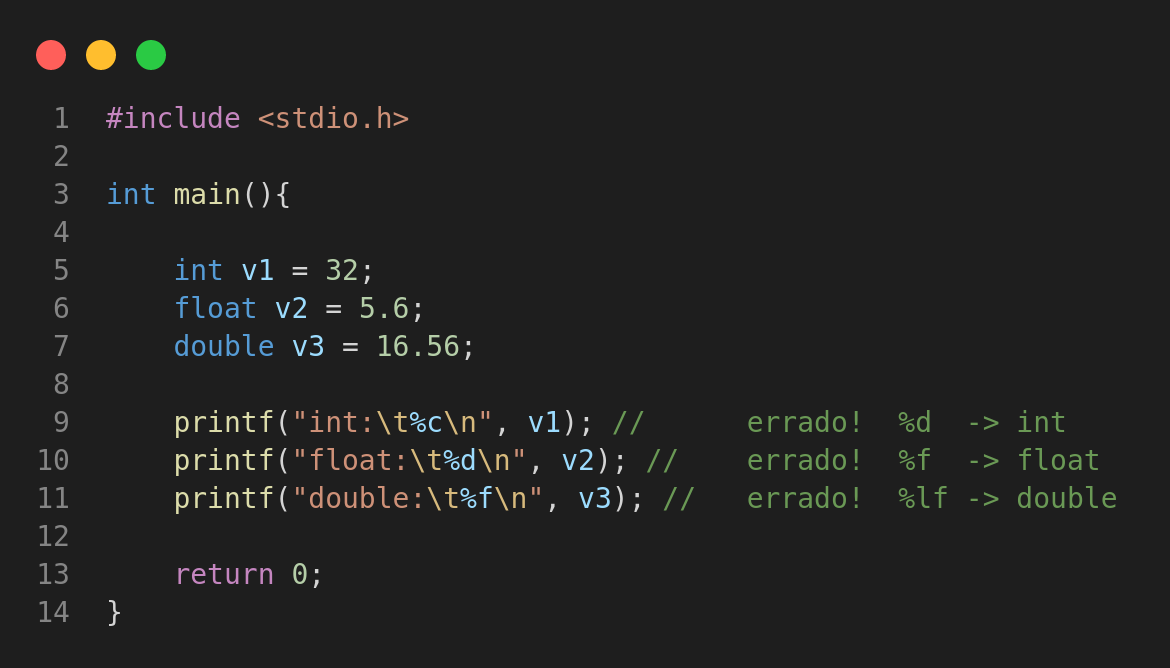 1 #include <stdio.h>
2
3 int main(){
4
5     int v1 = 32;
6     float v2 = 5.6;
7     double v3 = 16.56;
8
9     printf("int:\t%c\n", v1); //      errado!  %d  -> int
10     printf("float:\t%d\n", v2); //    errado!  %f  -> float
11     printf("double:\t%f\n", v3); //   errado!  %lf -> double
12
13     return 0;
14 }